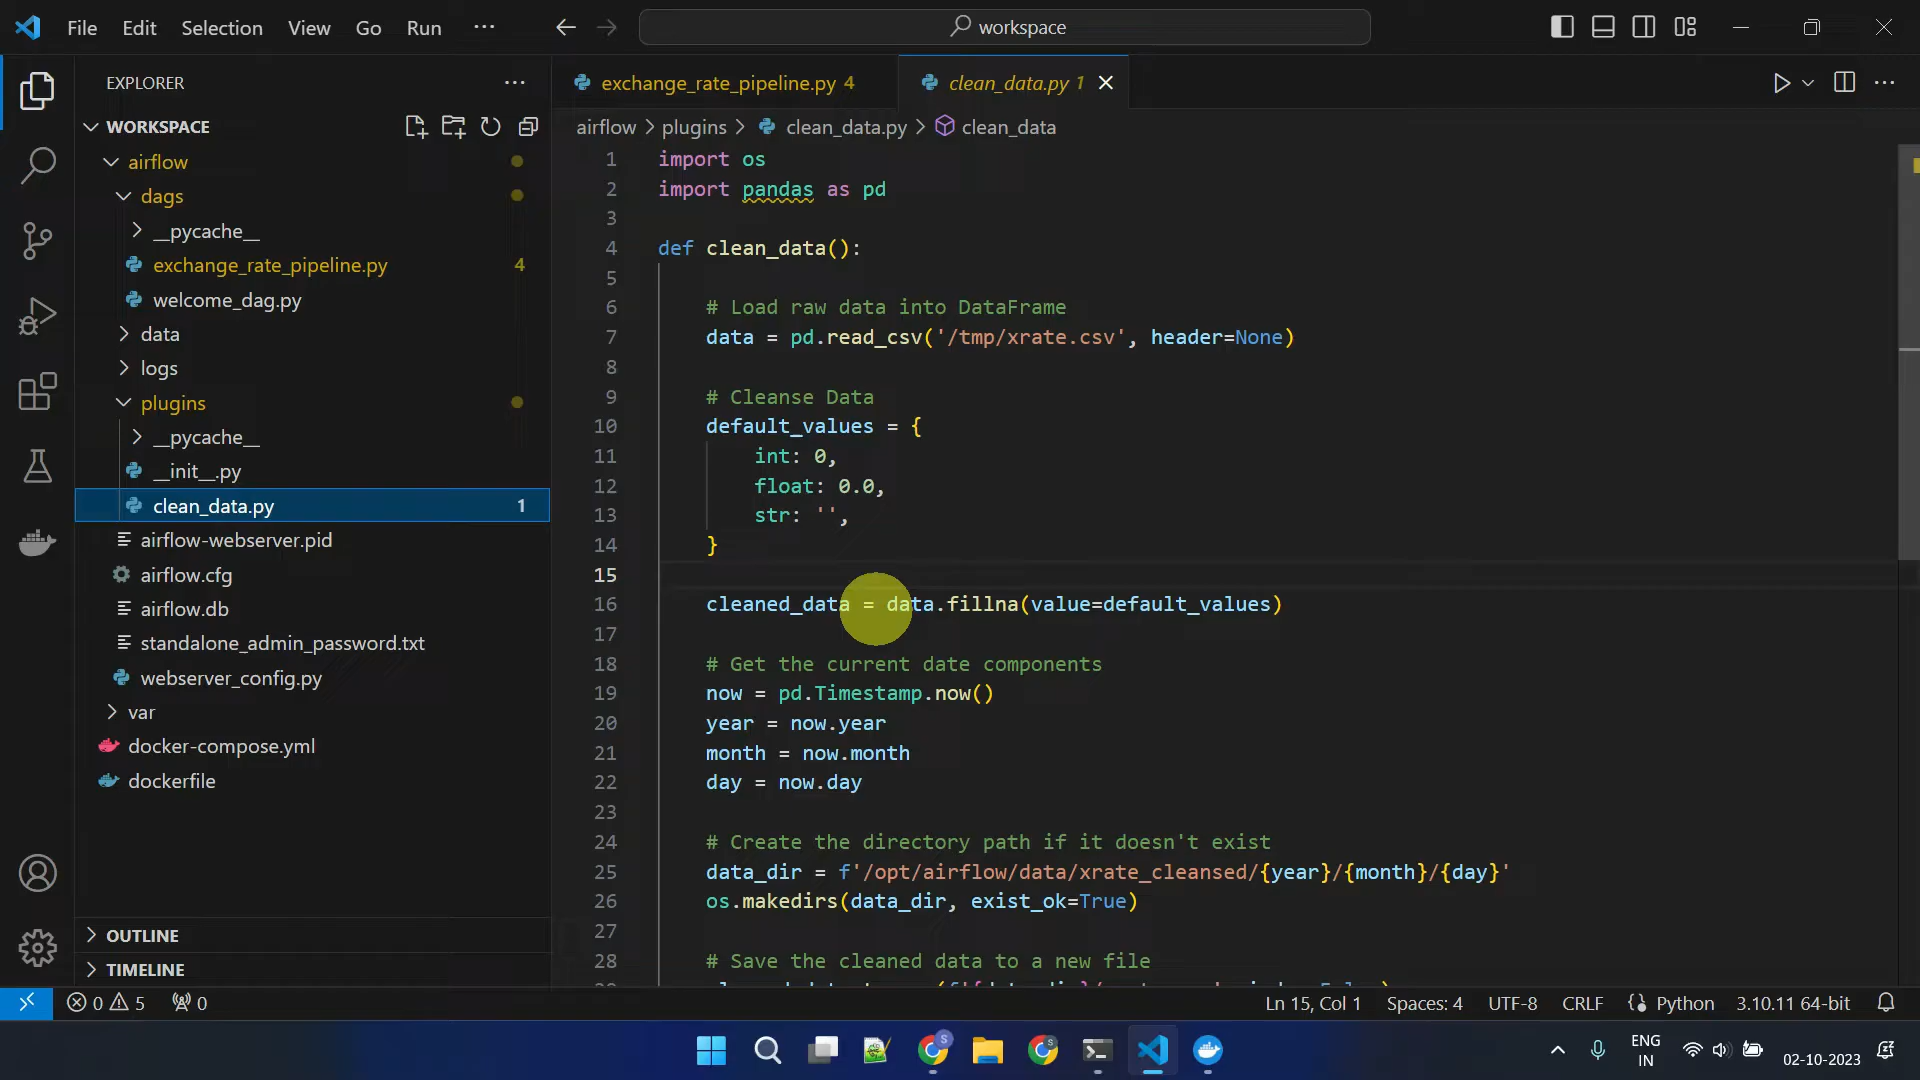 File Edit Selection View Go Run ··· workspace
EXPLORER ···
WORKSPACE
airflow
dags
__pycache__
exchange_rate_pipeline.py 4
welcome_dag.py
data
logs
plugins
__pycache__
__init__.py
clean_data.py 1
airflow-webserver.pid
airflow.cfg
airflow.db
standalone_admin_password.txt
webserver_config.py
var
docker-compose.yml
dockerfile
OUTLINE
TIMELINE
exchange_rate_pipeline.py 4 clean_data.py 1
airflow > plugins > clean_data.py > clean_data
1 import os
2 import pandas as pd
3
4 def clean_data():
5
6 # Load raw data into DataFrame
7 data = pd.read_csv('/tmp/xrate.csv', header=None)
8
9 # Cleanse Data
10 default_values = {
11 int: 0,
12 float: 0.0,
13 str: '',
14 }
15
16 cleaned_data = data.fillna(value=default_values)
17
18 # Get the current date components
19 now = pd.Timestamp.now()
20 year = now.year
21 month = now.month
22 day = now.day
23
24 # Create the directory path if it doesn't exist
25 data_dir = f'/opt/airflow/data/xrate_cleansed/{year}/{month}/{day}'
26 os.makedirs(data_dir, exist_ok=True)
27
28 # Save the cleaned data to a new file
0 5 0 Ln 15, Col 1 Spaces: 4 UTF-8 CRLF Python 3.10.11 64-bit
ENG
IN
02-10-2023